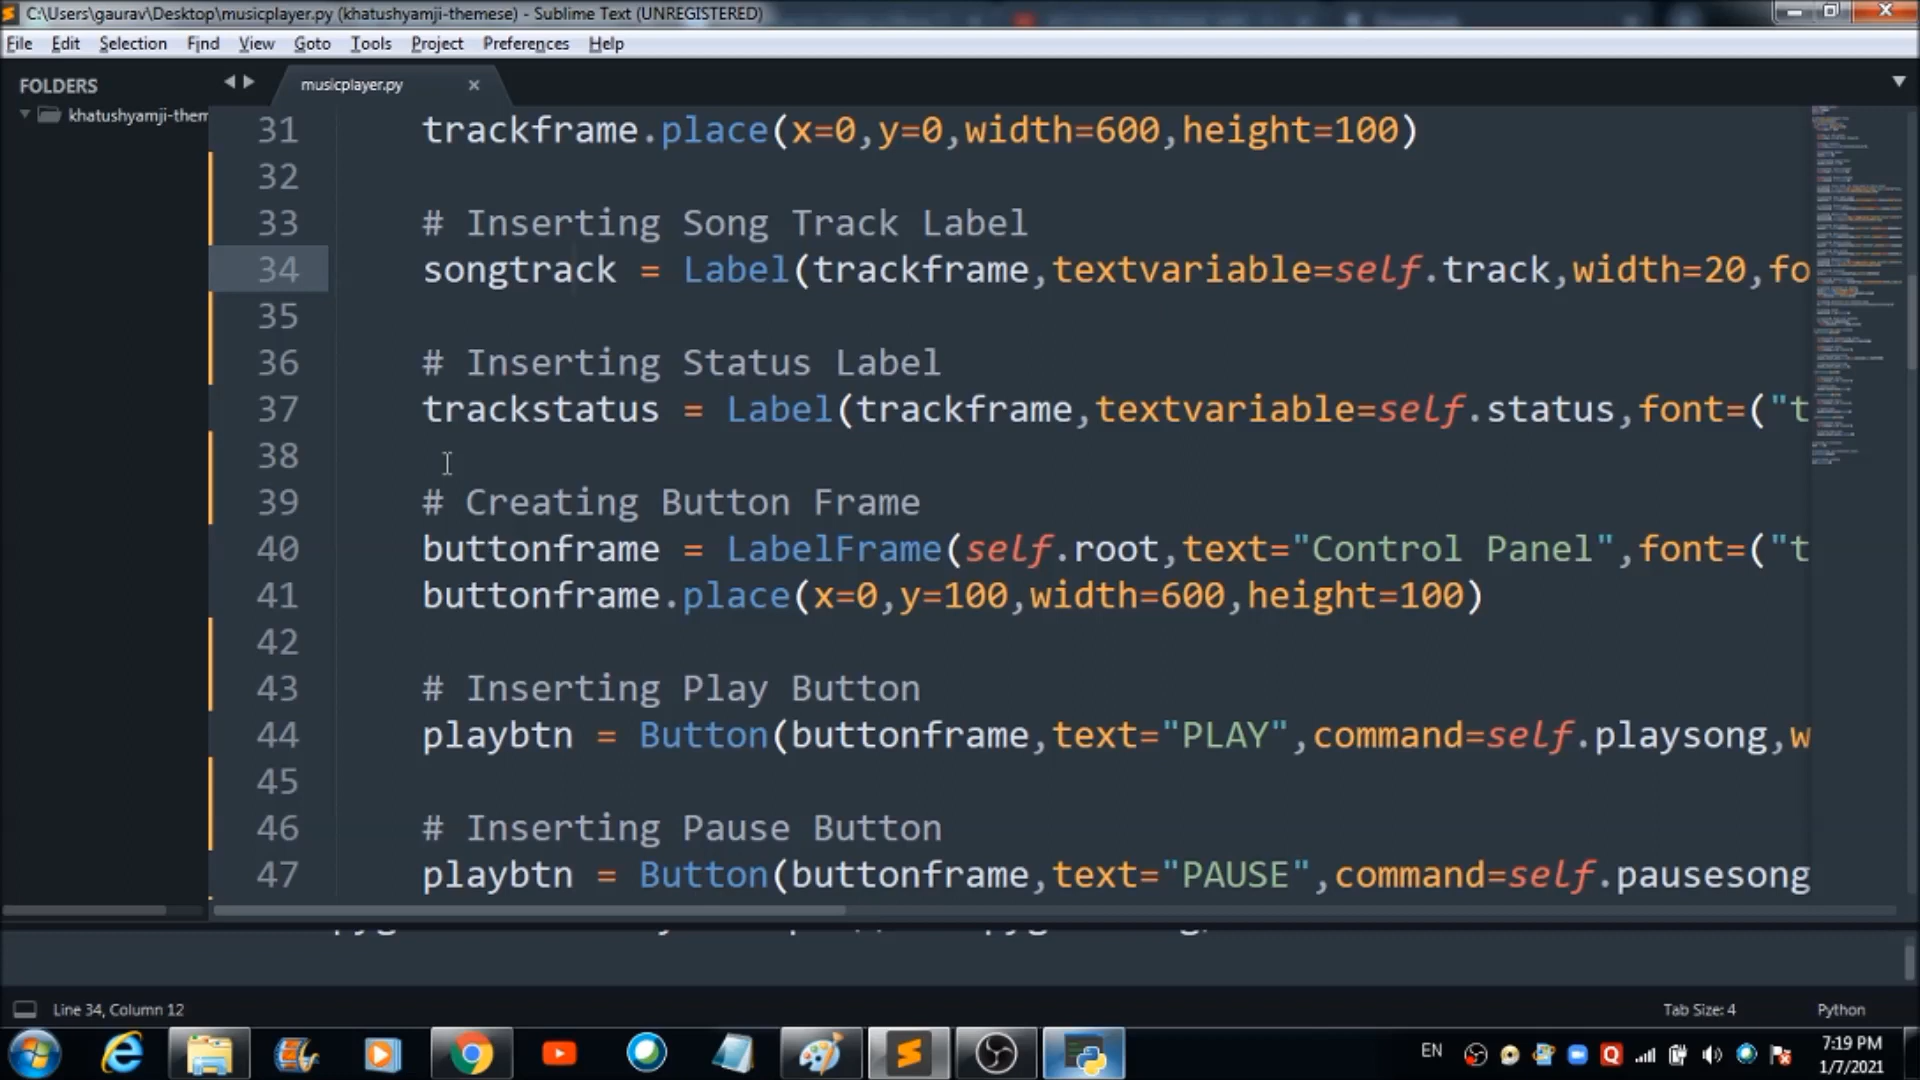 C:\Users\gaurav\Desktop\musicplayer.py (khatushyamji-themese) - Sublime Text (UNREGISTERED)
File Edit Selection Find View Goto Tools Project Preferences Help
FOLDERS
khatushyamji-them
musicplayer.py
31 trackframe.place(x=0,y=0,width=600,height=100)
32
33 # Inserting Song Track Label
34 songtrack = Label(trackframe,textvariable=self.track,width=20,fo
35
36 # Inserting Status Label
37 trackstatus = Label(trackframe,textvariable=self.status,font=("t
38
39 # Creating Button Frame
40 buttonframe = LabelFrame(self.root,text="Control Panel",font=("t
41 buttonframe.place(x=0,y=100,width=600,height=100)
42
43 # Inserting Play Button
44 playbtn = Button(buttonframe,text="PLAY",command=self.playsong,w
45
46 # Inserting Pause Button
47 playbtn = Button(buttonframe,text="PAUSE",command=self.pausesong
Line 34, Column 12
Tab Size: 4
Python
EN
7:19 PM
1/7/2021